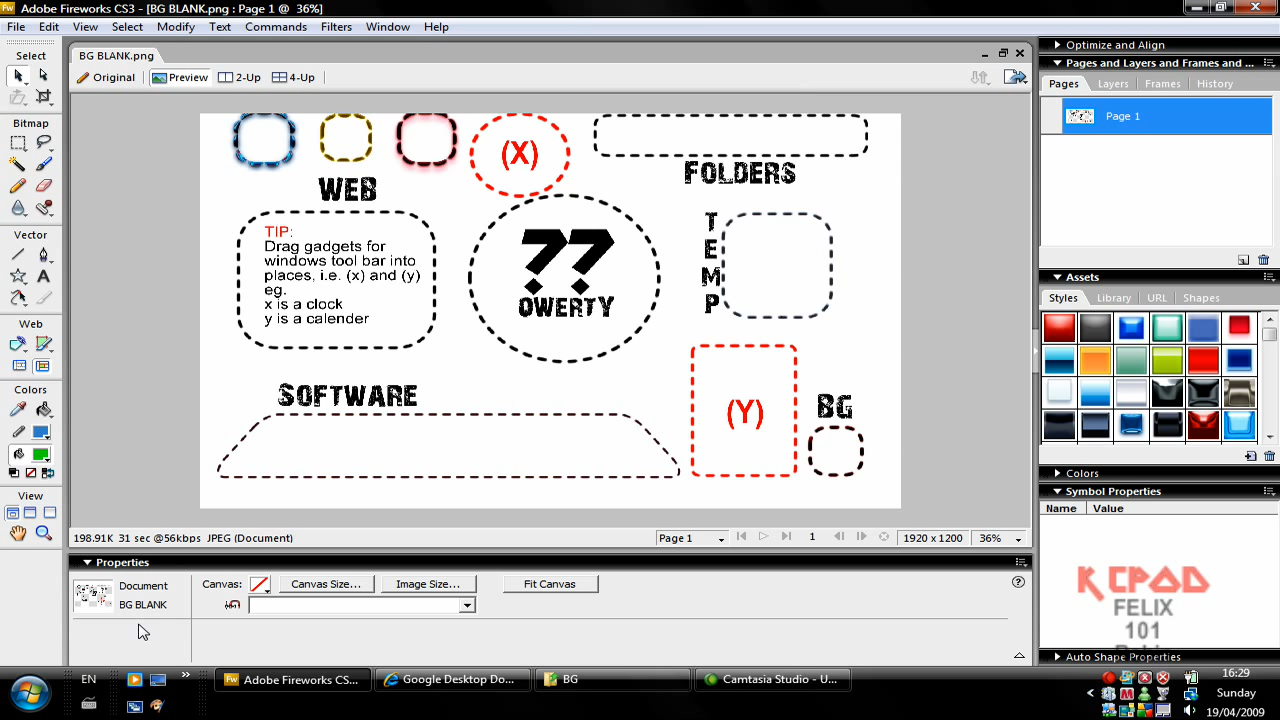 Adobe Fireworks CS3 - [BG BLANK.png : Page 1 @ 36%]
File Edit View Select Modify Text Commands Filters Window Help
Select
Bitmap
Vector
Web
Colors
View
BG BLANK.png
Original Preview 2-Up 4-Up
(X)
WEB
FOLDERS
TIP:
Drag gadgets for
windows tool bar into
places, i.e. (x) and (y)
eg.
x is a clock
y is a calender
??
QWERTY
T
E
M
P
SOFTWARE
(Y)
BG
198.91K 31 sec @56kbps JPEG (Document)
Page 1 1 1920 x 1200 36%
Properties
Document
BG BLANK
Canvas: Canvas Size... Image Size... Fit Canvas
Optimize and Align
Pages and Layers and Frames and ...
Pages Layers Frames History
Page 1
Assets
Styles Library URL Shapes
Colors
Symbol Properties
Name Value
KCPOD
FELIX
101
Auto Shape Properties
EN
Adobe Fireworks CS... Google Desktop Do... BG Camtasia Studio - U...
16:29
Sunday
19/04/2009